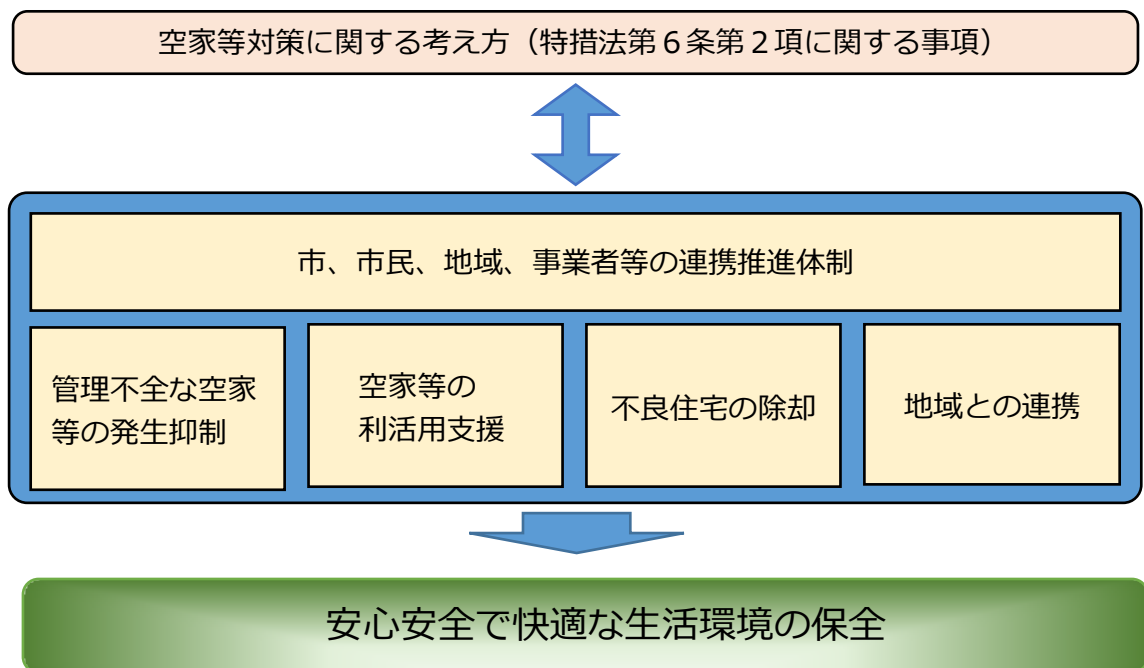 空家等対策に関する考え方（特措法第６条第２項に関する事項）
市、市民、地域、事業者等の連携推進体制
管理不全な空家
等の発生抑制
空家等の
利活用支援
不良住宅の除却
地域との連携
安心安全で快適な生活環境の保全